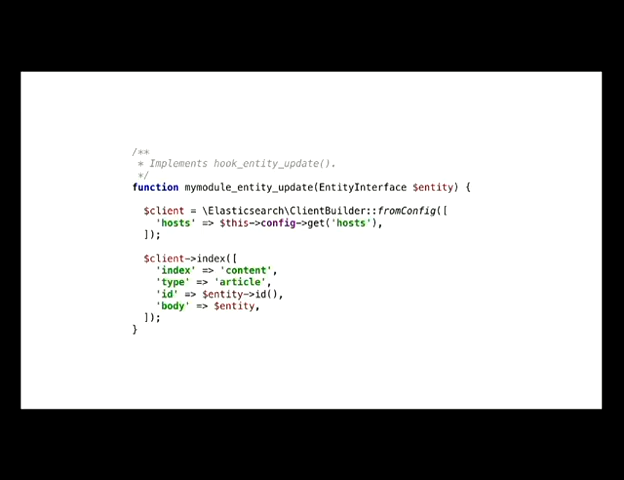 /**
* Implements hook_entity_update().
*/
function mymodule_entity_update(EntityInterface $entity) {
$client = \Elasticsearch\ClientBuilder::fromConfig([
'hosts' => $this->config->get('hosts'),
]);
$client->index([
'index' => 'content',
'type' => 'article',
'id' => $entity->id(),
'body' => $entity,
]);
}